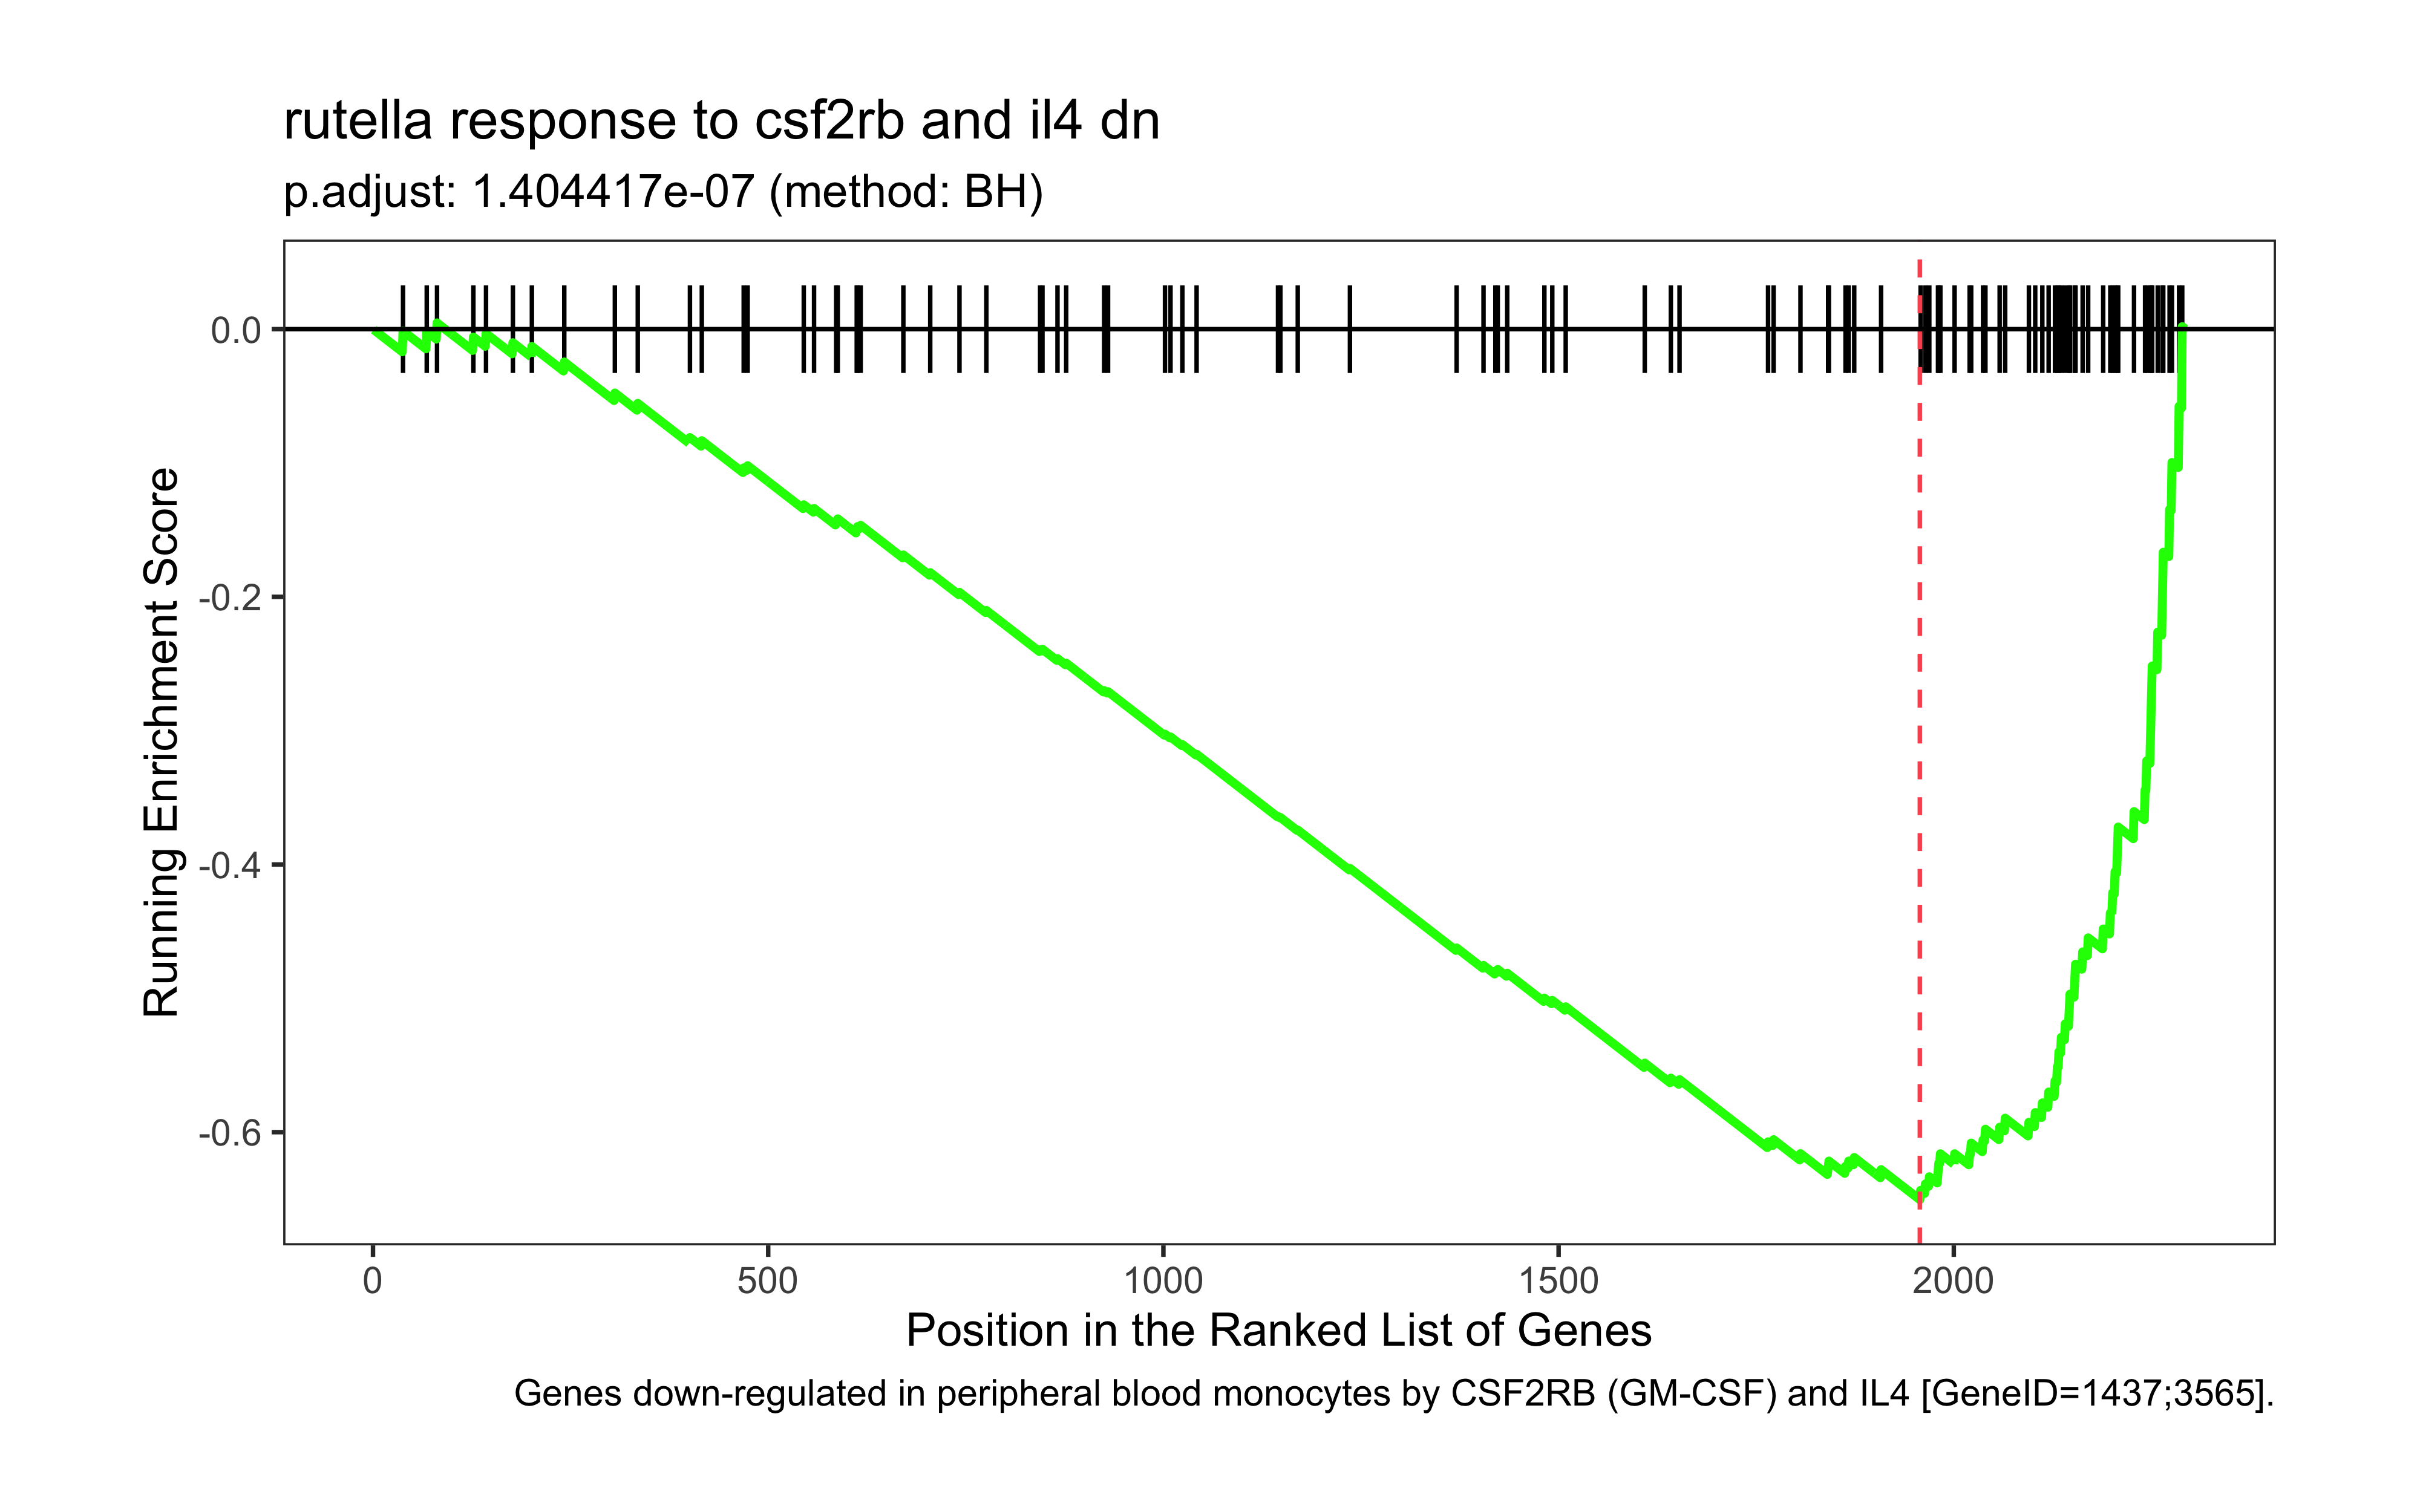 rutella response to csf2rb and il4 dn
p.adjust: 1.404417e-07 (method: BH)
Running Enrichment Score
0.0
-0.2
-0.4
-0.6
0 500 1000 1500 2000
Position in the Ranked List of Genes
Genes down-regulated in peripheral blood monocytes by CSF2RB (GM-CSF) and IL4 [GeneID=1437;3565].